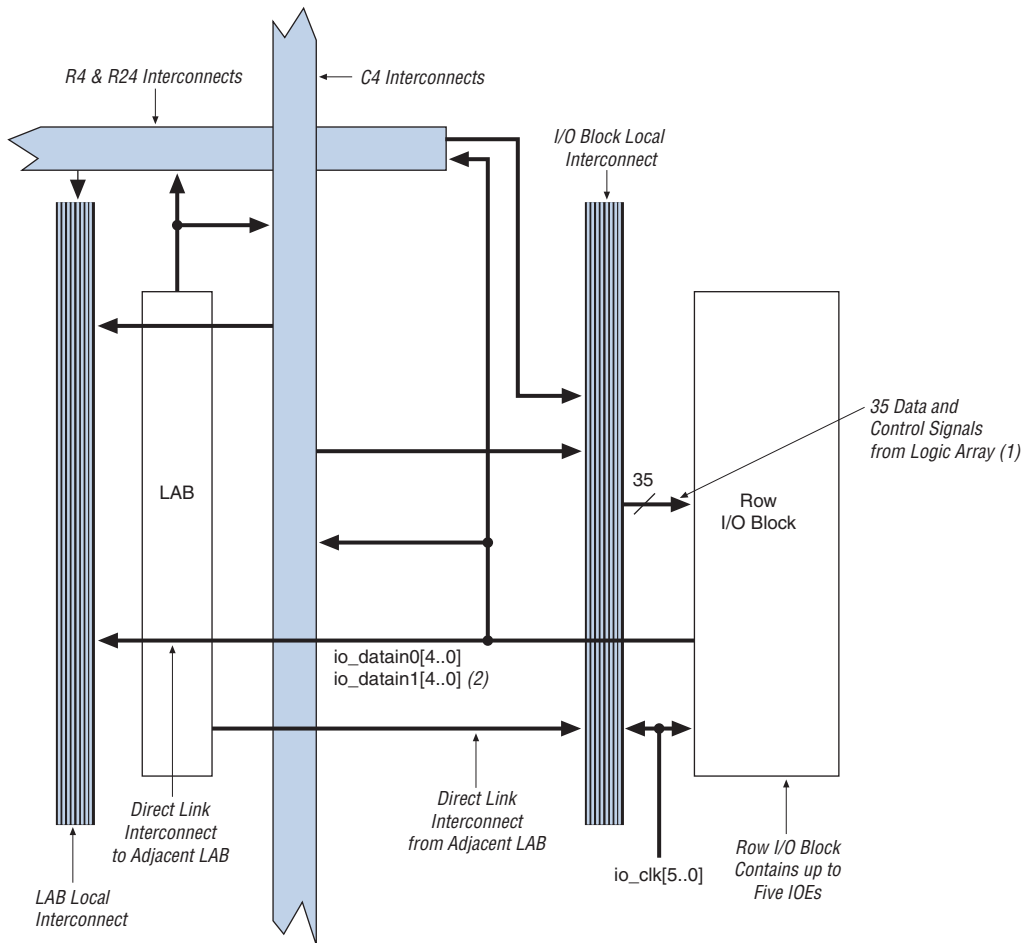 R4 & R24 Interconnects
C4 Interconnects
I/O Block Local
Interconnect
35 Data and
Control Signals
from Logic Array (1)
35
LAB
Row
I/O Block
io_datain0[4..0]
io_datain1[4..0] (2)
Direct Link
Interconnect
to Adjacent LAB
Direct Link
Interconnect
from Adjacent LAB
io_clk[5..0]
Row I/O Block
Contains up to
Five IOEs
LAB Local
Interconnect